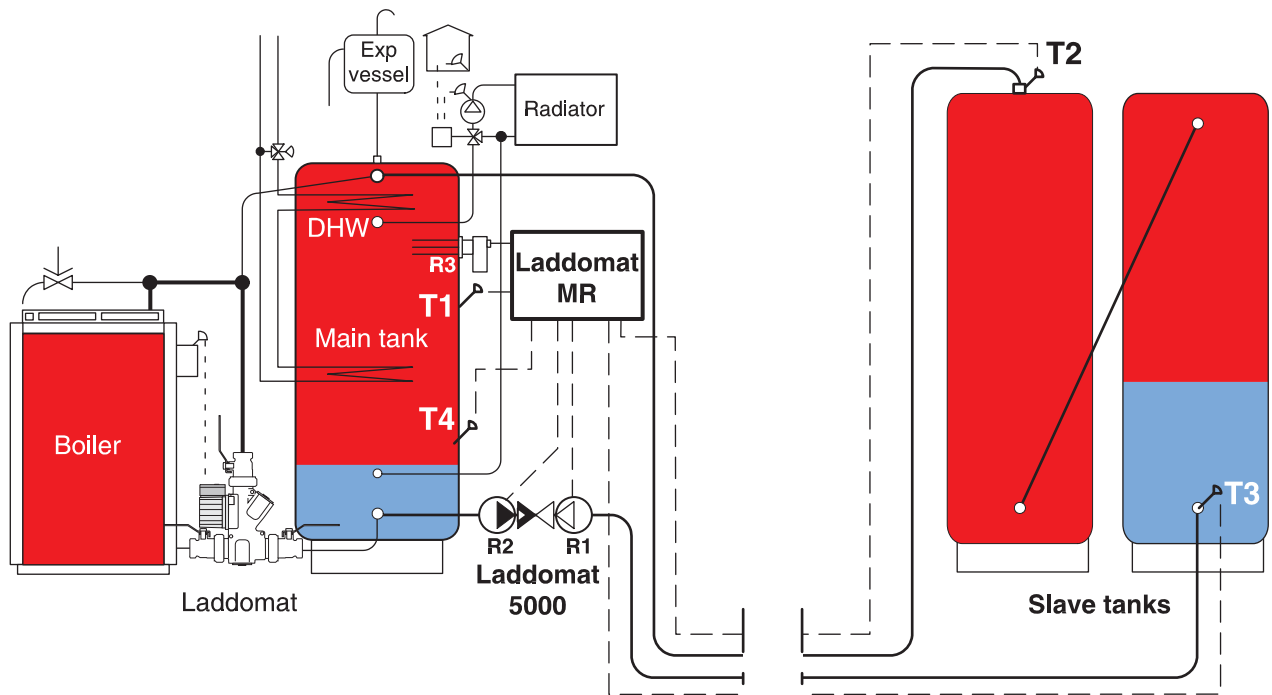 Exp
vessel
T2
Radiator
DHW
R3
Laddomat
MR
T1
Main tank
T4
Boiler
T3
R2
R1
Laddomat
5000
Laddomat
Slave tanks